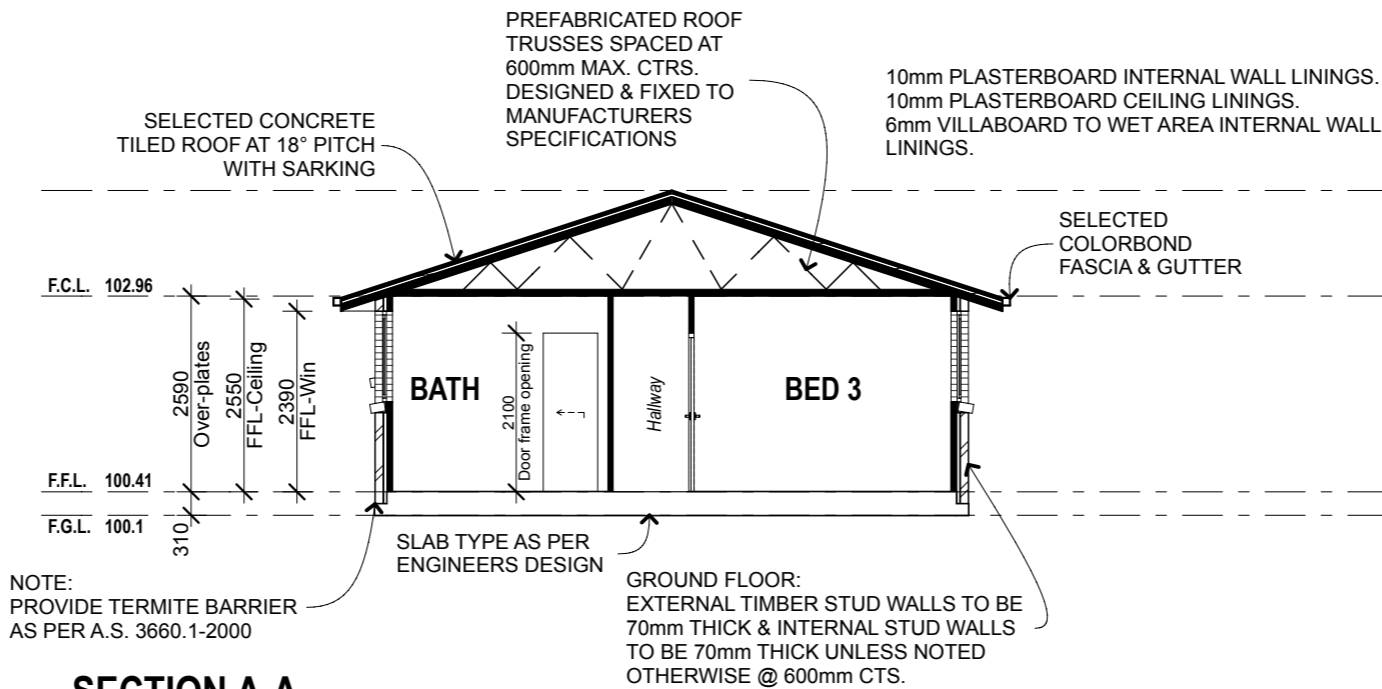 PREFABRICATED ROOF
TRUSSES SPACED AT
600mm MAX. CTRS.
DESIGNED & FIXED TO
MANUFACTURERS
SPECIFICATIONS
10mm PLASTERBOARD INTERNAL WALL LININGS.
10mm PLASTERBOARD CEILING LININGS.
6mm VILLABOARD TO WET AREA INTERNAL WALL
LININGS.
SELECTED CONCRETE
TILED ROOF AT 18° PITCH
WITH SARKING
SELECTED
COLORBOND
FASCIA & GUTTER
F.C.L. 102.96
2590
Over-plates
2550
FFL-Ceiling
2390
FFL-Win
BATH
2100
Door frame opening
Hallway
BED 3
F.F.L. 100.41
F.G.L. 100.1
310
SLAB TYPE AS PER
ENGINEERS DESIGN
NOTE:
PROVIDE TERMITE BARRIER
AS PER A.S. 3660.1-2000
GROUND FLOOR:
EXTERNAL TIMBER STUD WALLS TO BE
70mm THICK & INTERNAL STUD WALLS
TO BE 70mm THICK UNLESS NOTED
OTHERWISE @ 600mm CTS.
SECTION A-A